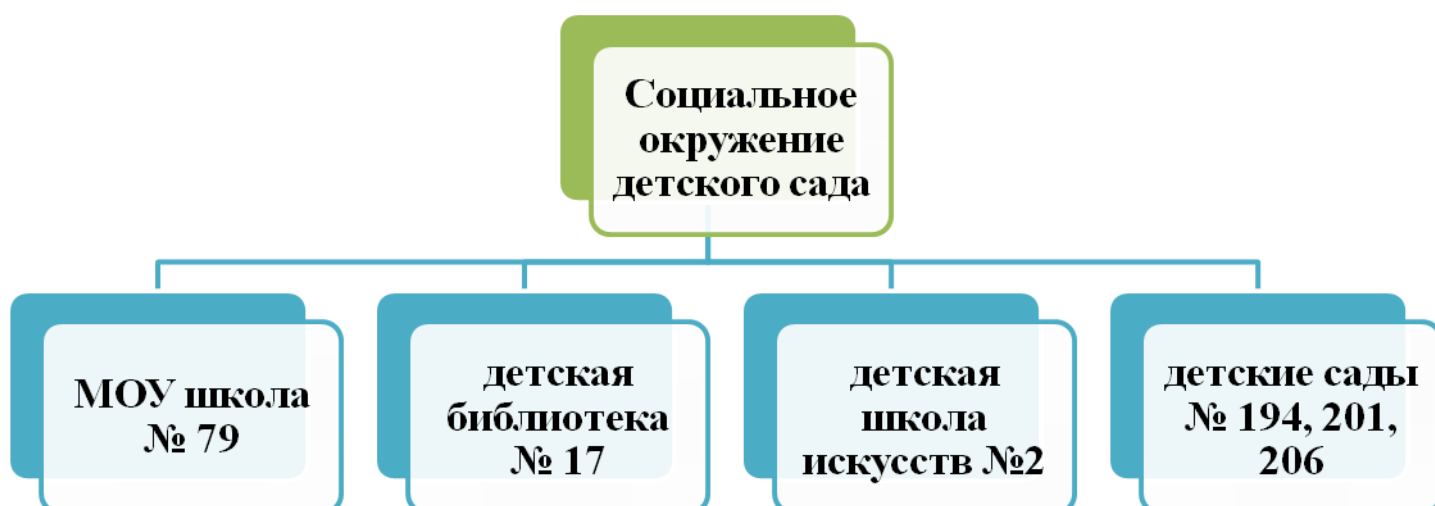 Социальное
окружение
детского сада
МОУ школа
№ 79
детская
библиотека
№ 17
детская
школа
искусств №2
детские сады
№ 194, 201,
206